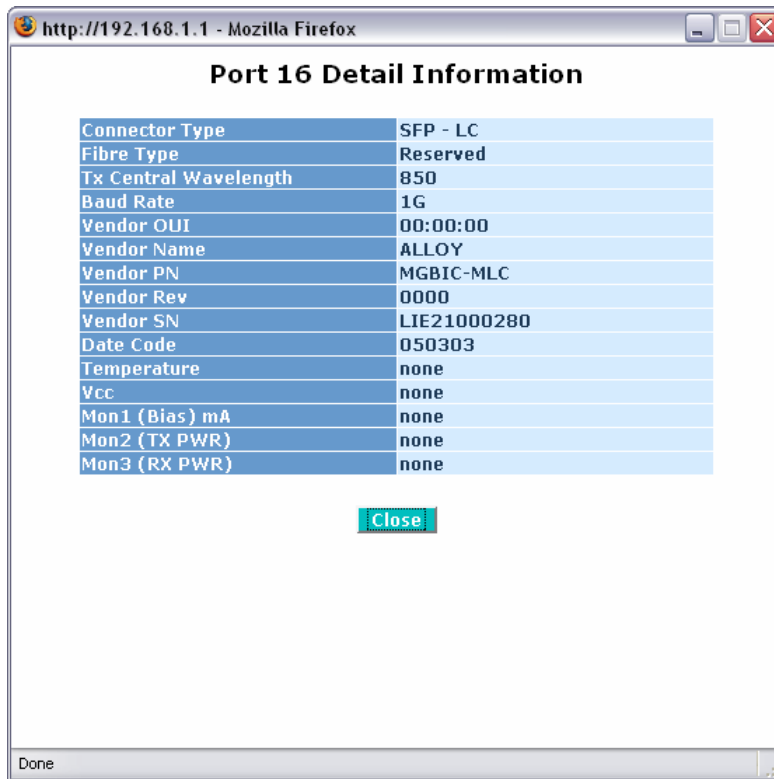 http://192.168.1.1 - Mozilla Firefox
Port 16 Detail Information
Connector Type SFP - LC
Fibre Type Reserved
Tx Central Wavelength 850
Baud Rate 1G
Vendor OUI 00:00:00
Vendor Name ALLOY
Vendor PN MGBIC-MLC
Vendor Rev 0000
Vendor SN LIE21000280
Date Code 050303
Temperature none
Vcc none
Mon1 (Bias) mA none
Mon2 (TX PWR) none
Mon3 (RX PWR) none
Close
Done